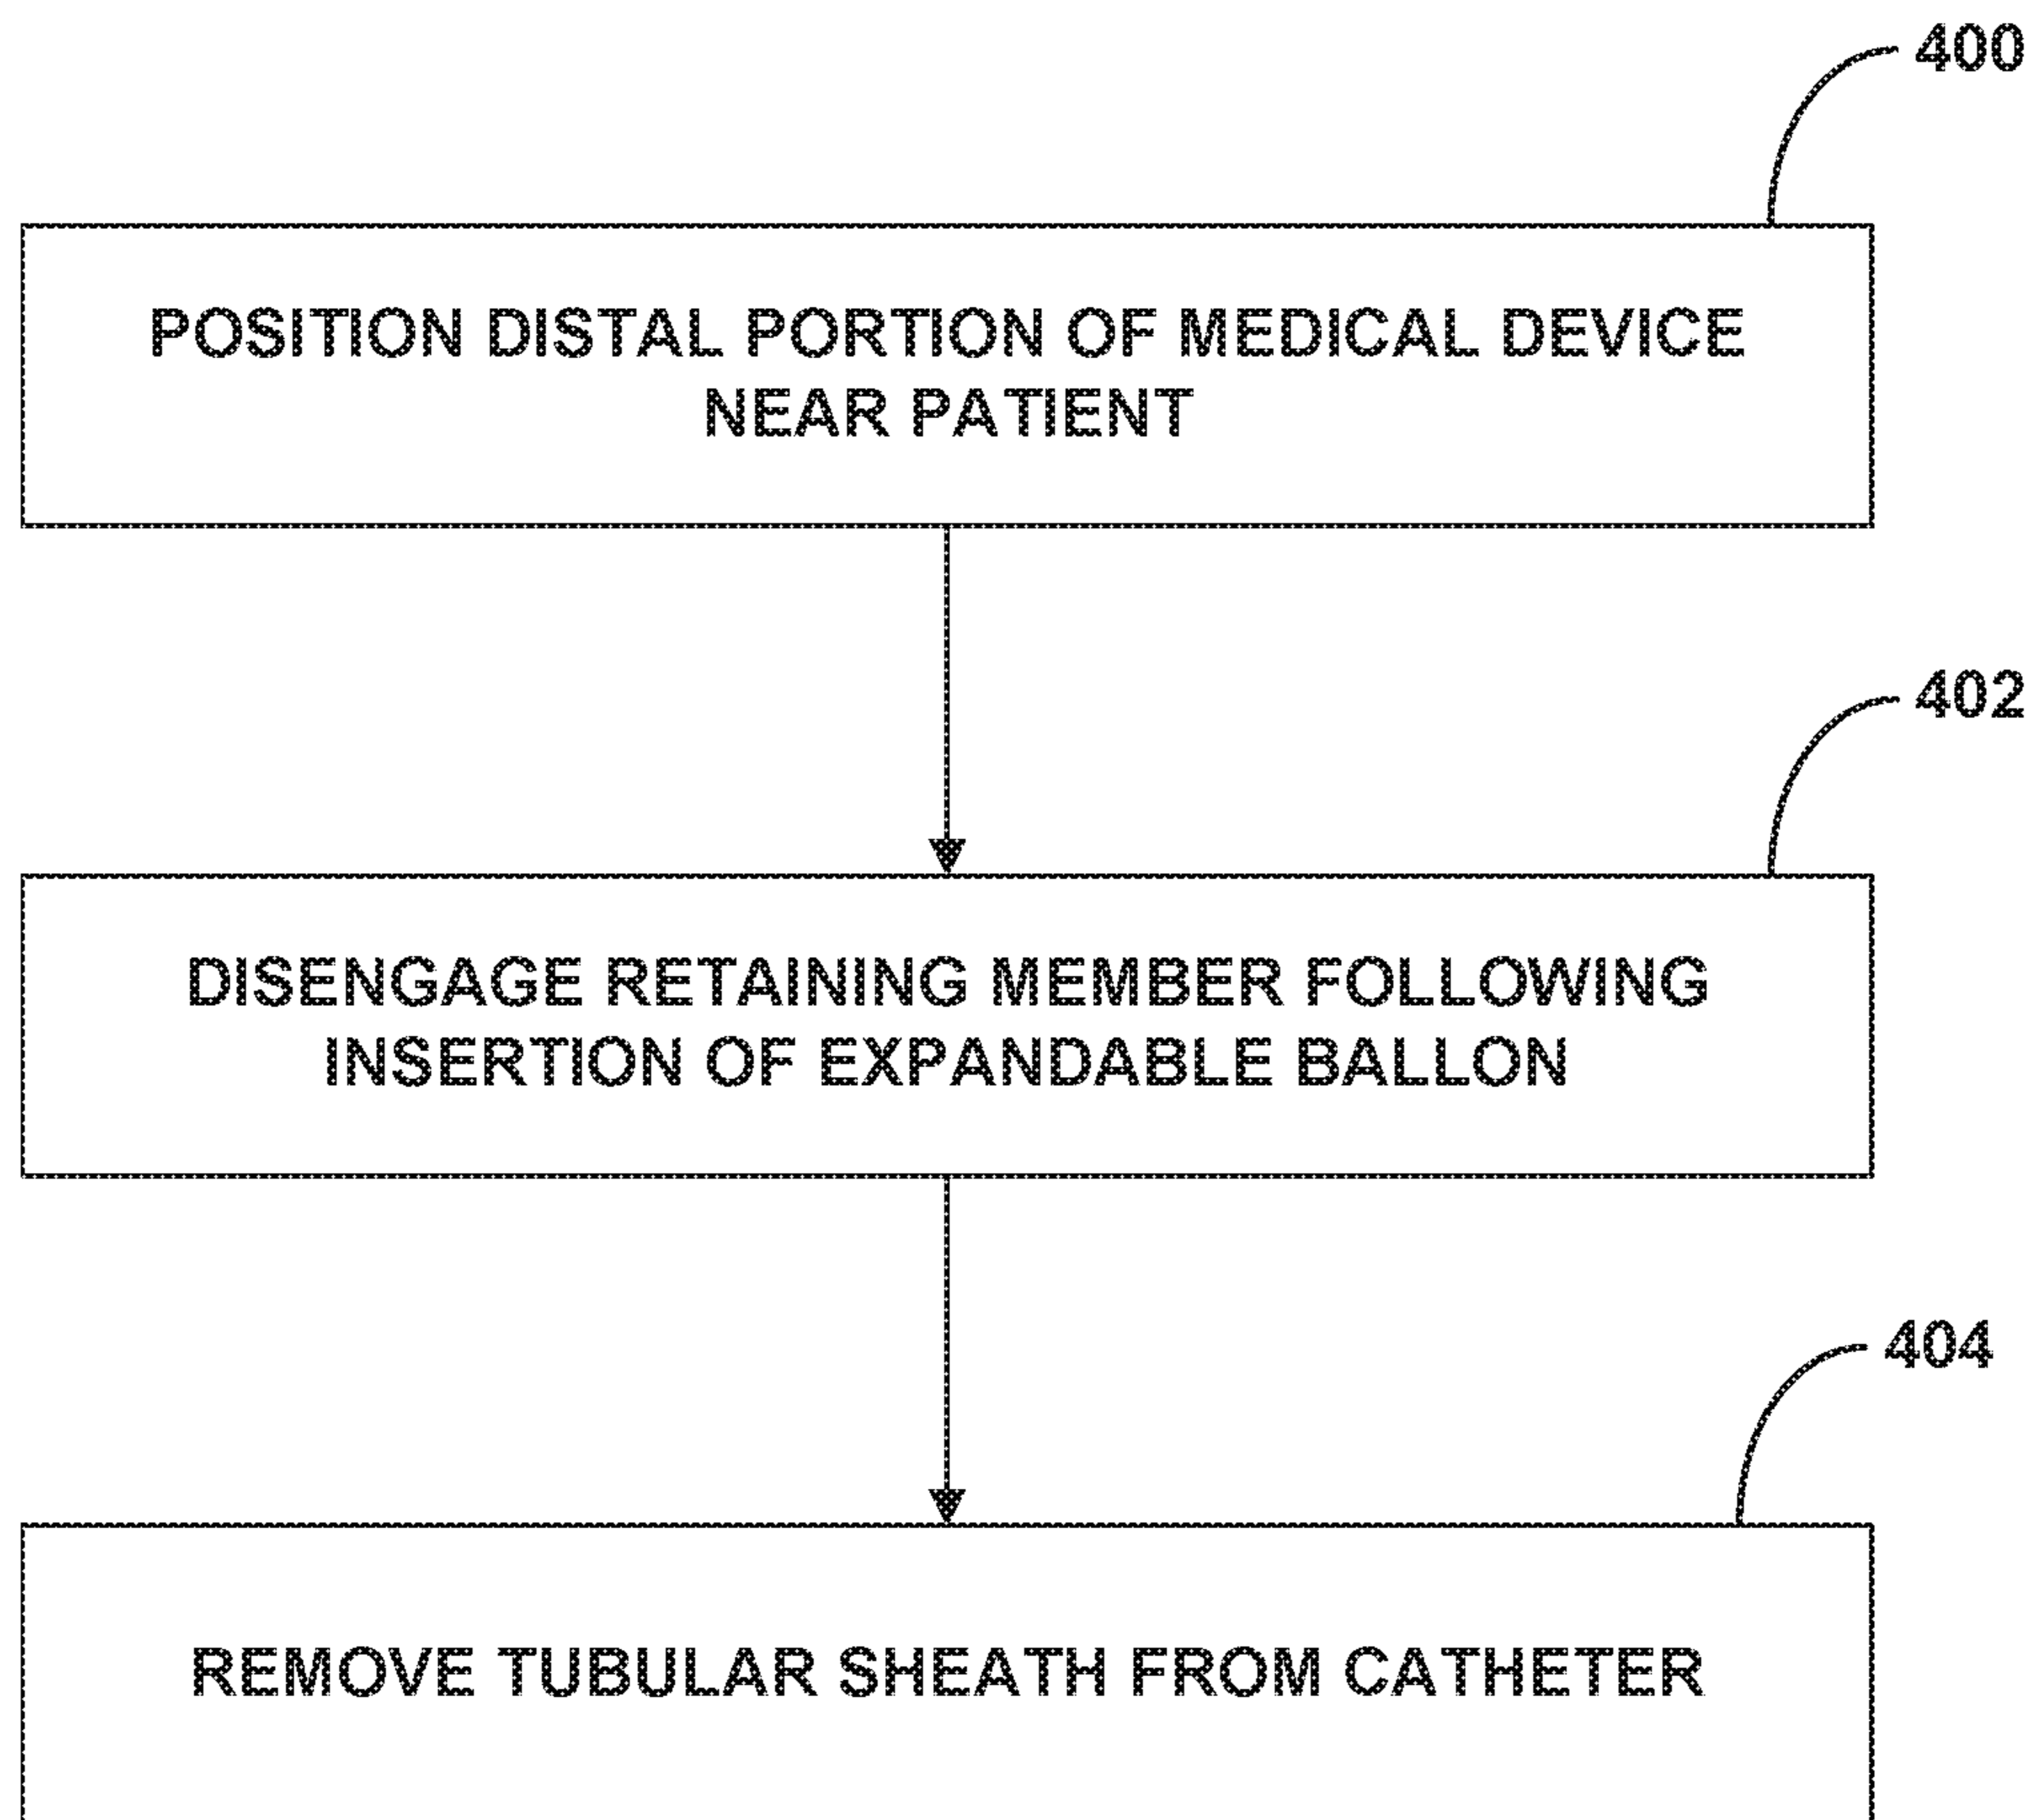 400
POSITION DISTAL PORTION OF MEDICAL DEVICE
NEAR PATIENT
402
DISENGAGE RETAINING MEMBER FOLLOWING
INSERTION OF EXPANDABLE BALLON
404
REMOVE TUBULAR SHEATH FROM CATHETER